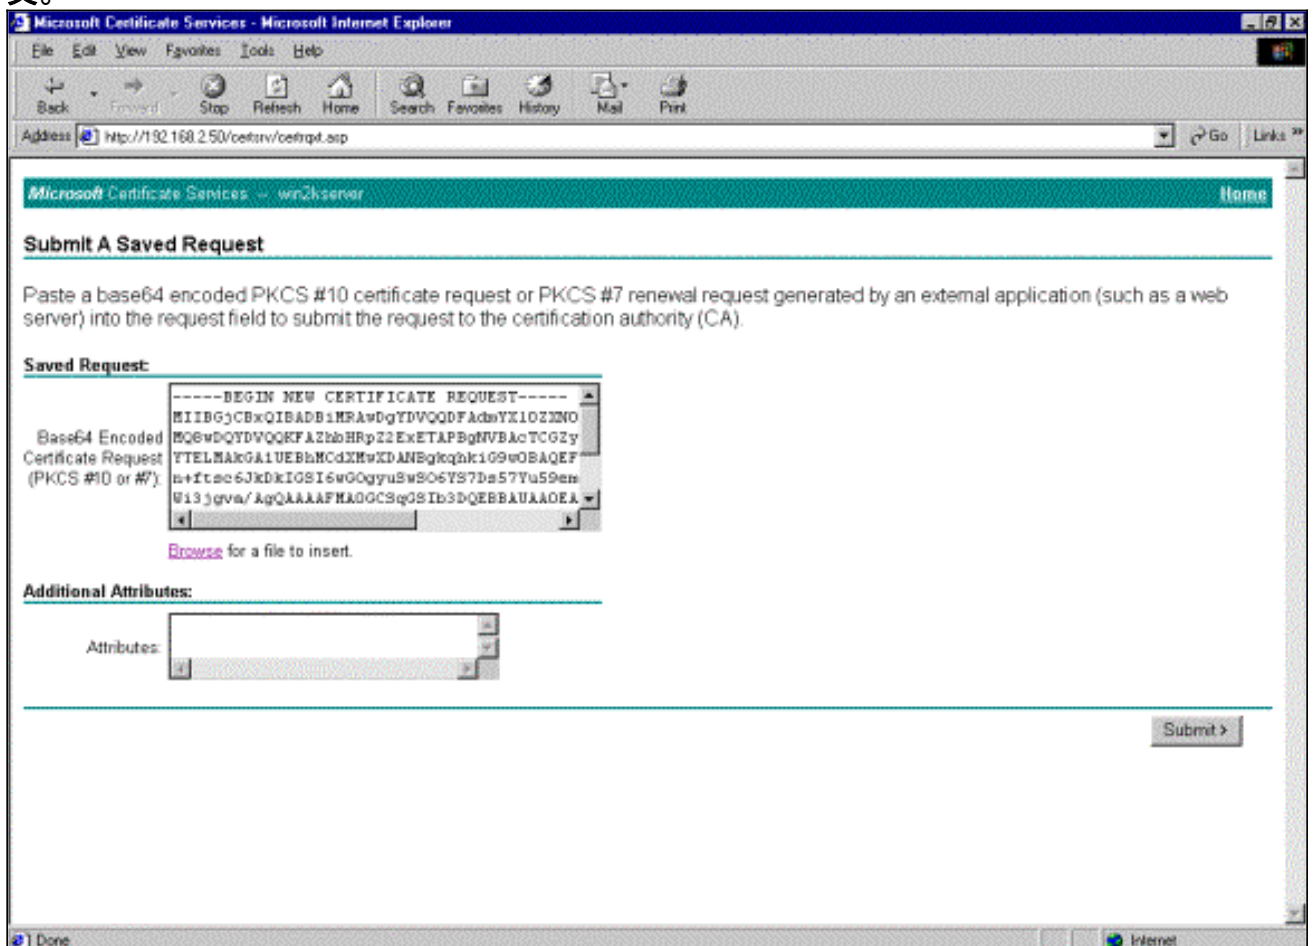 Microsoft Certificate Services - Microsoft Internet Explorer
File Edit View Favorites Tools Help
Back Forward Stop Refresh Home Search Favorites History Mail Print
Address http://192.168.2.50/certsrv/certrqxt.asp Go Links »
Microsoft Certificate Services -- win2kserver Home
Submit A Saved Request
Paste a base64 encoded PKCS #10 certificate request or PKCS #7 renewal request generated by an external application (such as a web
server) into the request field to submit the request to the certification authority (CA).
Saved Request:
-----BEGIN NEW CERTIFICATE REQUEST-----
Base64 Encoded
Certificate Request
(PKCS #10 or #7):
Browse for a file to insert.
Additional Attributes:
Attributes:
Submit >
Done Internet